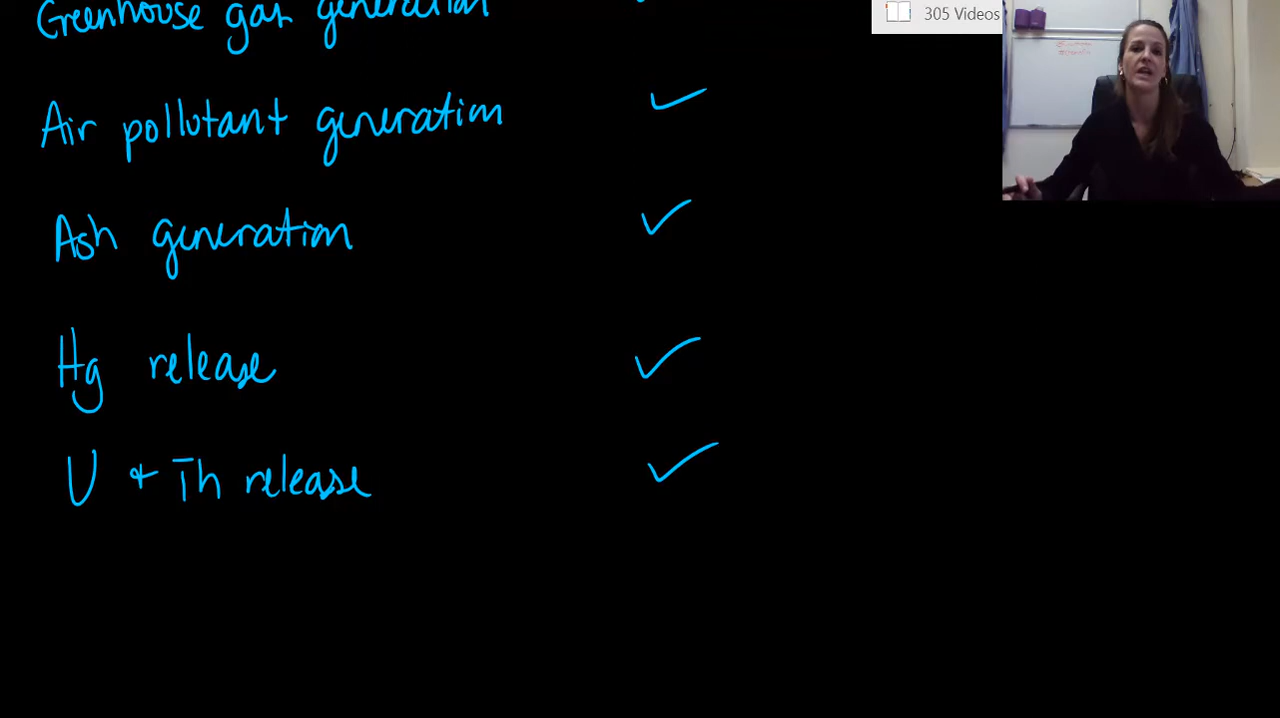 Greenhouse gas generation
305 Videos
Air pollutant generation
Ash generation
Hg release
U + Th release